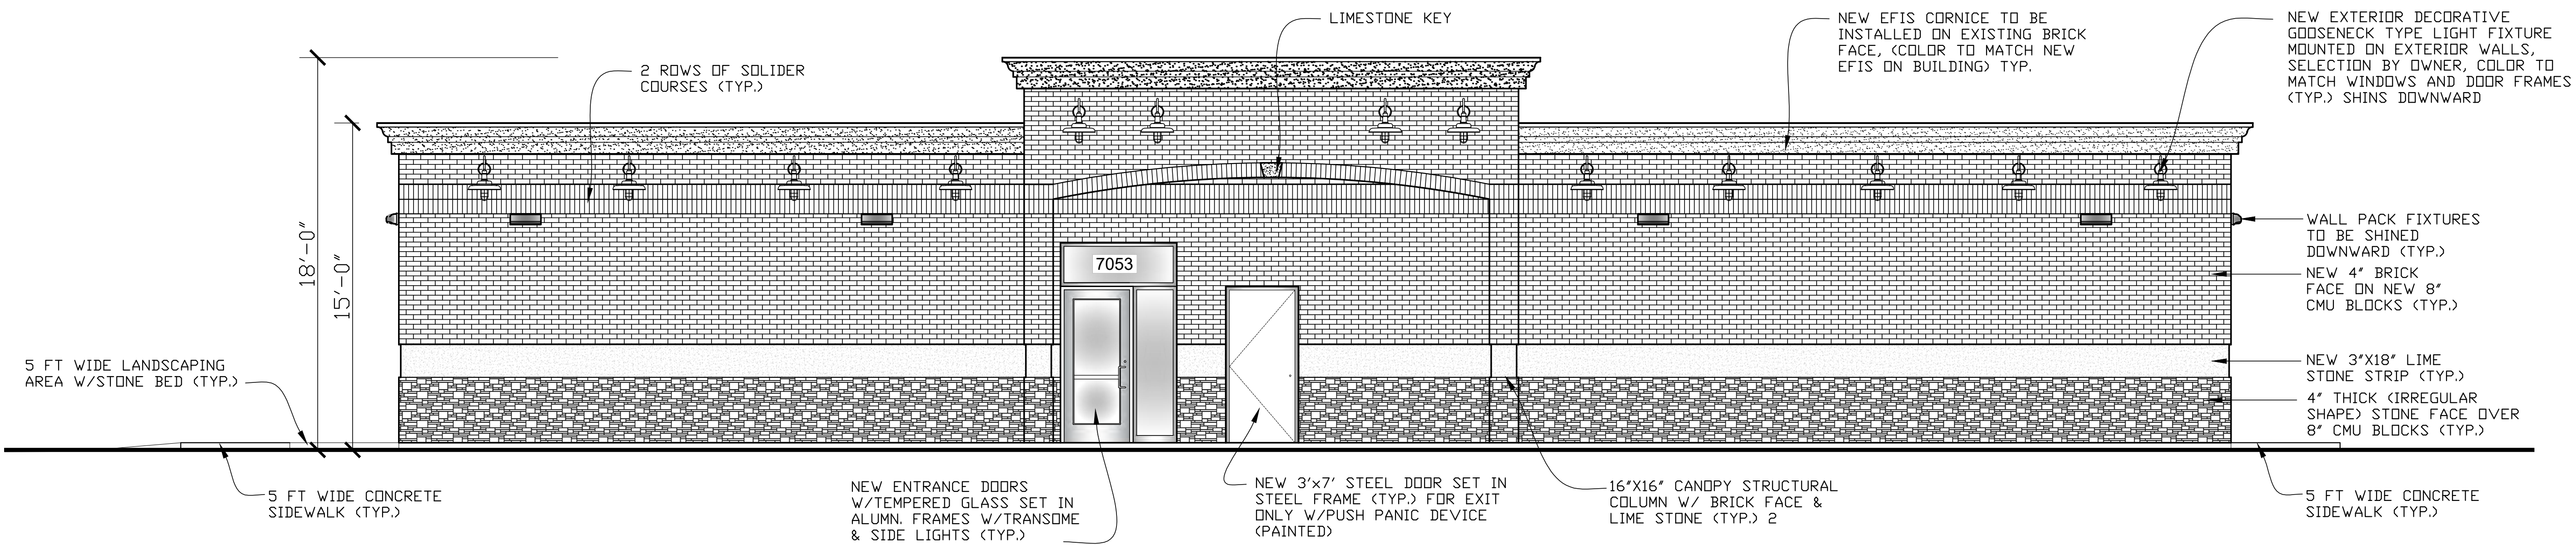 LIMESTONE KEY
NEW EFIS CORNICE TO BE
INSTALLED ON EXISTING BRICK
FACE, (COLOR TO MATCH NEW
EFIS ON BUILDING) TYP.
NEW EXTERIOR DECORATIVE
GOOSENECK TYPE LIGHT FIXTURE
MOUNTED ON EXTERIOR WALLS,
SELECTION BY OWNER, COLOR TO
MATCH WINDOWS AND DOOR FRAMES
(TYP.) SHINS DOWNWARD
2 ROWS OF SOLIDER
COURSES (TYP.)
18'-0"
15'-0"
7053
WALL PACK FIXTURES
TO BE SHINED
DOWNWARD (TYP.)
NEW 4" BRICK
FACE ON NEW 8"
CMU BLOCKS (TYP.)
5 FT WIDE LANDSCAPING
AREA W/STONE BED (TYP.)
NEW 3"X18" LIME
STONE STRIP (TYP.)
4" THICK (IRREGULAR
SHAPE) STONE FACE OVER
8" CMU BLOCKS (TYP.)
5 FT WIDE CONCRETE
SIDEWALK (TYP.)
NEW ENTRANCE DOORS
W/TEMPERED GLASS SET IN
ALUMN. FRAMES W/TRANSOME
& SIDE LIGHTS (TYP.)
NEW 3'x7' STEEL DOOR SET IN
STEEL FRAME (TYP.) FOR EXIT
ONLY W/PUSH PANIC DEVICE
(PAINTED)
16"X16" CANOPY STRUCTURAL
COLUMN W/ BRICK FACE &
LIME STONE (TYP.) 2
5 FT WIDE CONCRETE
SIDEWALK (TYP.)